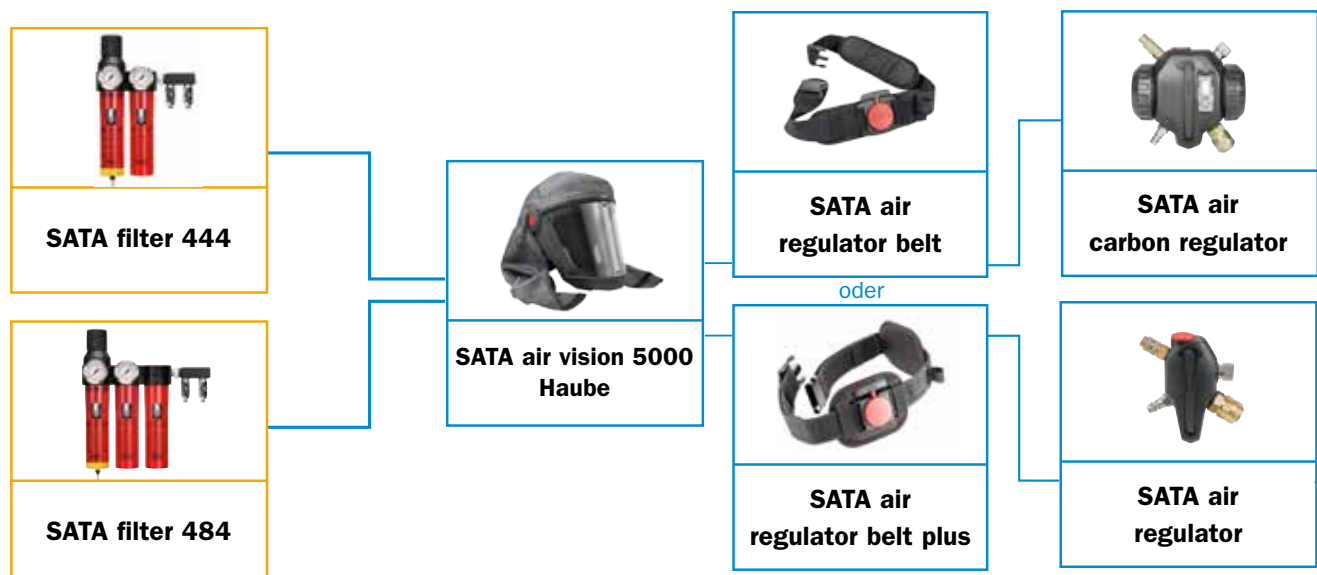 SATA filter 444
SATA filter 484
SATA air vision 5000
Haube
SATA air
regulator belt
oder
SATA air
regulator belt plus
SATA air
carbon regulator
SATA air
regulator